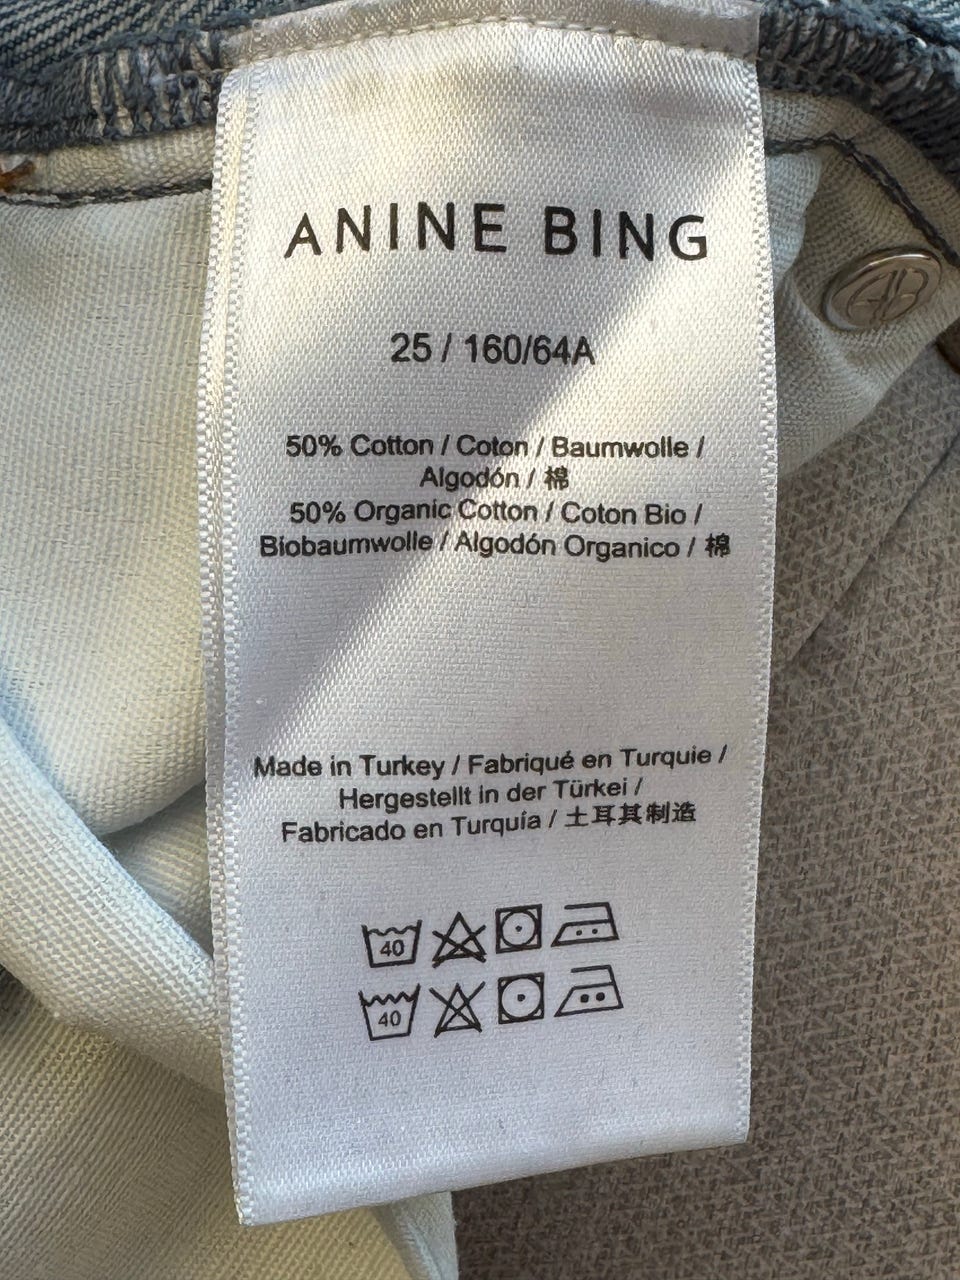 ANINE BING
25 / 160/64A
50% Cotton / Coton / Baumwolle /
Algodón / 棉
50% Organic Cotton / Coton Bio /
Biobaumwolle / Algodón Organico / 棉
Made in Turkey / Fabriqué en Turquie /
Hergestellt in der Türkei /
Fabricado en Turquía / 土耳其制造
40
40